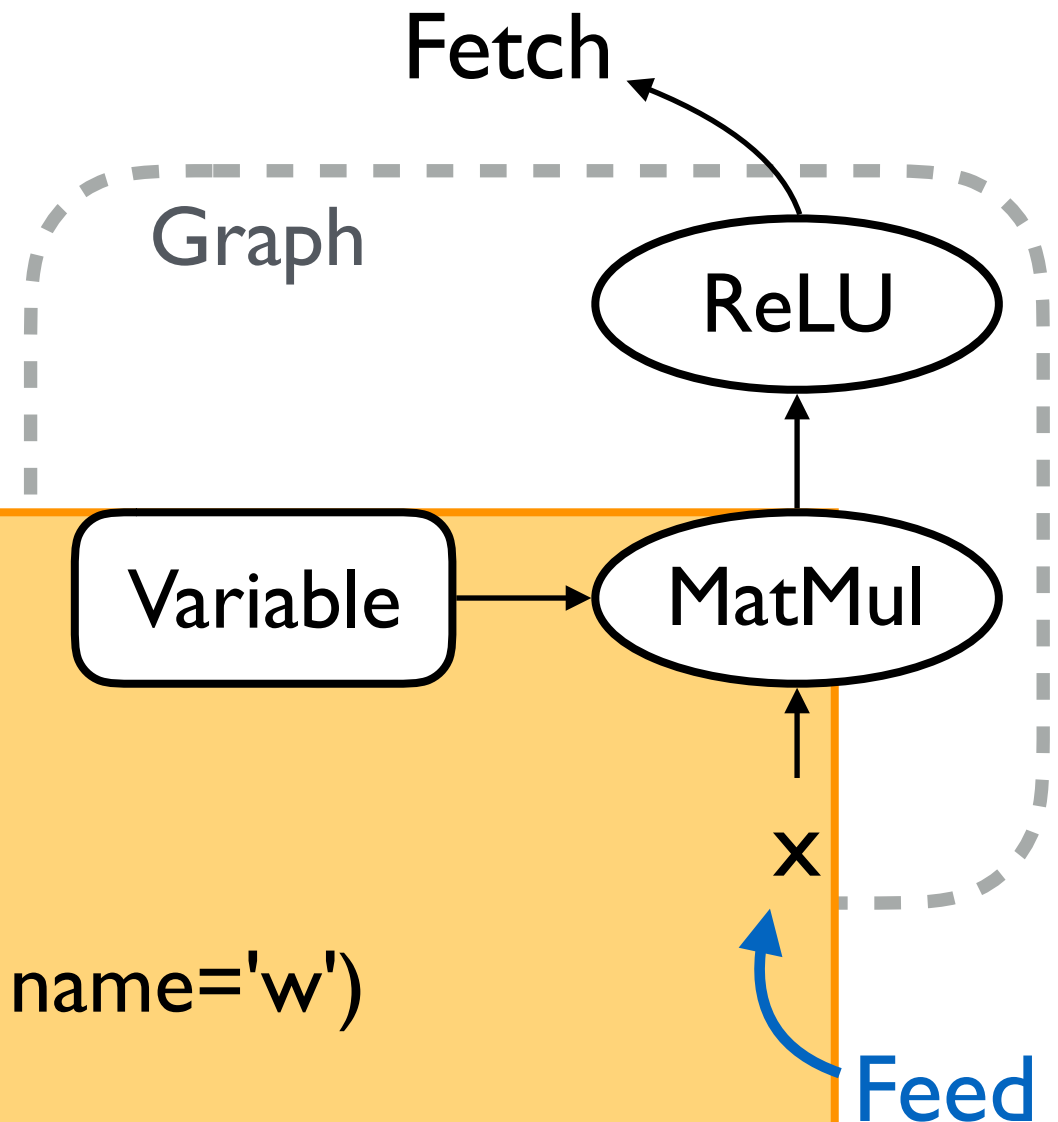 Fetch
Graph
ReLU
Variable
MatMul
x
name='w')
Feed